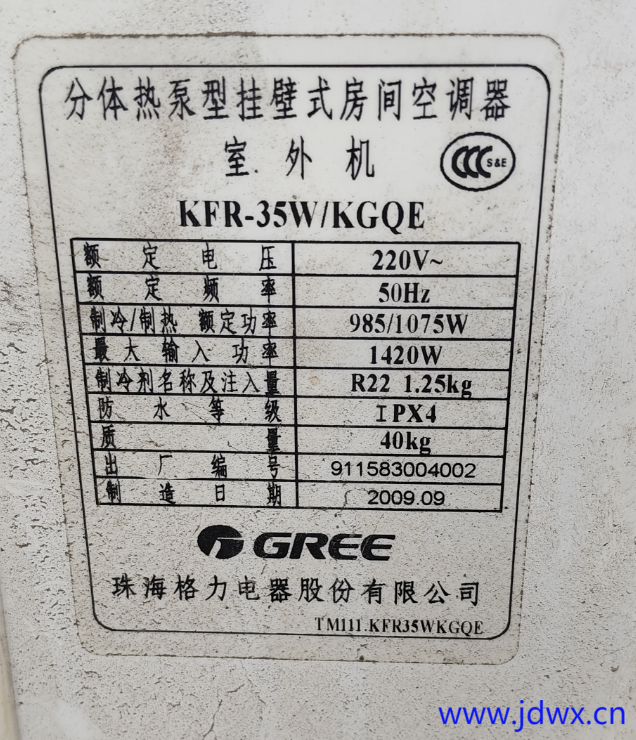 分体热泵型挂壁式房间空调器
室外机
CCC S&E
KFR-35W/KGQE
额定电压 220V~
额定频率 50Hz
制冷/制热 额定功率 985/1075W
最大输入功率 1420W
制冷剂名称及注入量 R22 1.25kg
防水等级 IPX4
质量 40kg
出厂编号 911583004002
制造日期 2009.09
GREE
珠海格力电器股份有限公司
TM111.KFR35WKGQE
www.jdwx.cn